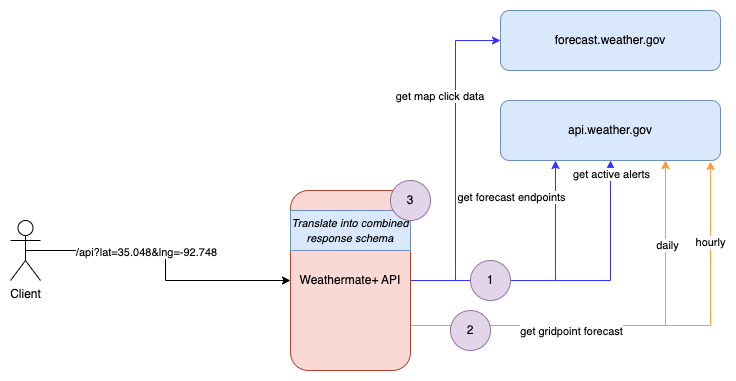 forecast.weather.gov
get map click data
api.weather.gov
get active alerts
get forecast endpoints
3
Translate into combined
response schema
/api?lat=35.048&lng=-92.748
daily
hourly
Client
Weathermate+ API
1
2
get gridpoint forecast